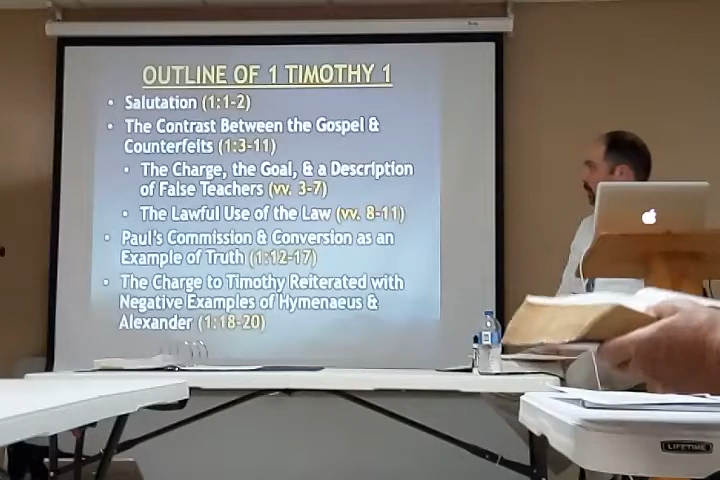 OUTLINE OF 1 TIMOTHY 1
• Salutation (1:1-2)
• The Contrast Between the Gospel &
Counterfeits (1:3-11)
• The Charge, the Goal, & a Description
of False Teachers (vv. 3-7)
• The Lawful Use of the Law (vv. 8-11)
• Paul's Commission & Conversion as an
Example of Truth (1:12-17)
• The Charge to Timothy Reiterated with
Negative Examples of Hymenaeus &
Alexander (1:18-20)
LIFETIME